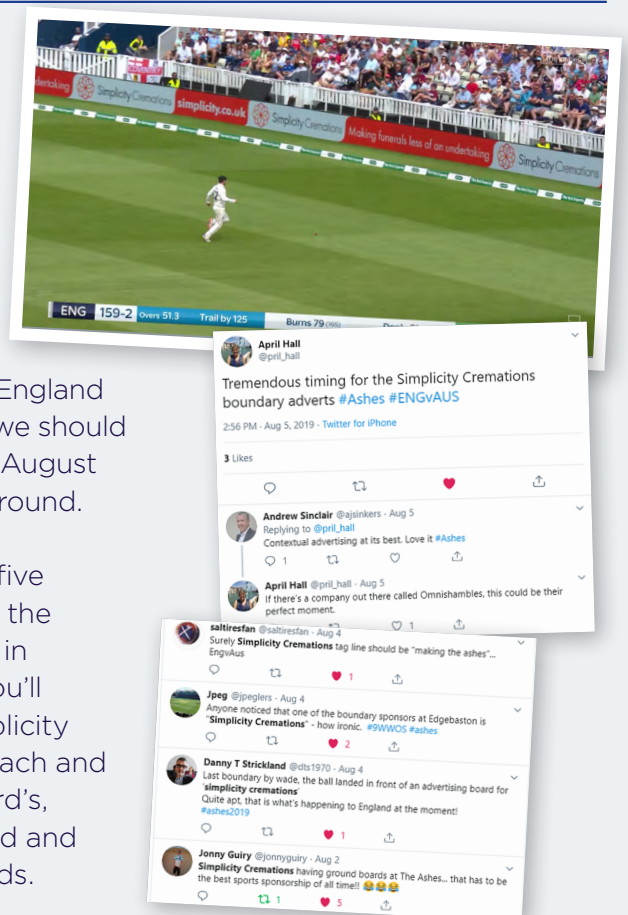 COVENTRY
dertaking
Simplicity Cremations
simplicity.co.uk
Simplicity Cremations
Making funerals less of an undertaking
Simplicity Cremations
ENG 159-2 Overs 51.3 Trail by 125 Burns 79 (165)
April Hall
@pril_hall
Tremendous timing for the Simplicity Cremations
boundary adverts #Ashes #ENGvAUS
2:56 PM - Aug 5, 2019 - Twitter for iPhone
3 Likes
Andrew Sinclair @ajsinkers - Aug 5
Replying to @pril_hall
Contextual advertising at its best. Love it #Ashes
1
April Hall @pril_hall - Aug 5
If there's a company out there called Omnishambles, this could be their
perfect moment.
1
saltiresfan @saltiresfan - Aug 4
Surely Simplicity Cremations tag line should be "making the ashes"...
EngvAus
1
Jpeg @jpeglers - Aug 4
Anyone noticed that one of the boundary sponsors at Edgebaston is
"Simplicity Cremations" - how ironic. #9WWOS #ashes
2
Danny T Strickland @dts1970 - Aug 4
Last boundary by wade, the ball landed in front of an advertising board for
'simplicity cremations'
Quite apt, that is what's happening to England at the moment!
#ashes2019
1
Jonny Guiry @jonnyguiry - Aug 2
Simplicity Cremations having ground boards at The Ashes... that has to be
the best sports sponsorship of all time!! 😂😂😂
1 5
England
we should
August
round.
five
the
in
ou'll
plicity
ach and
rd's,
d and
ds.